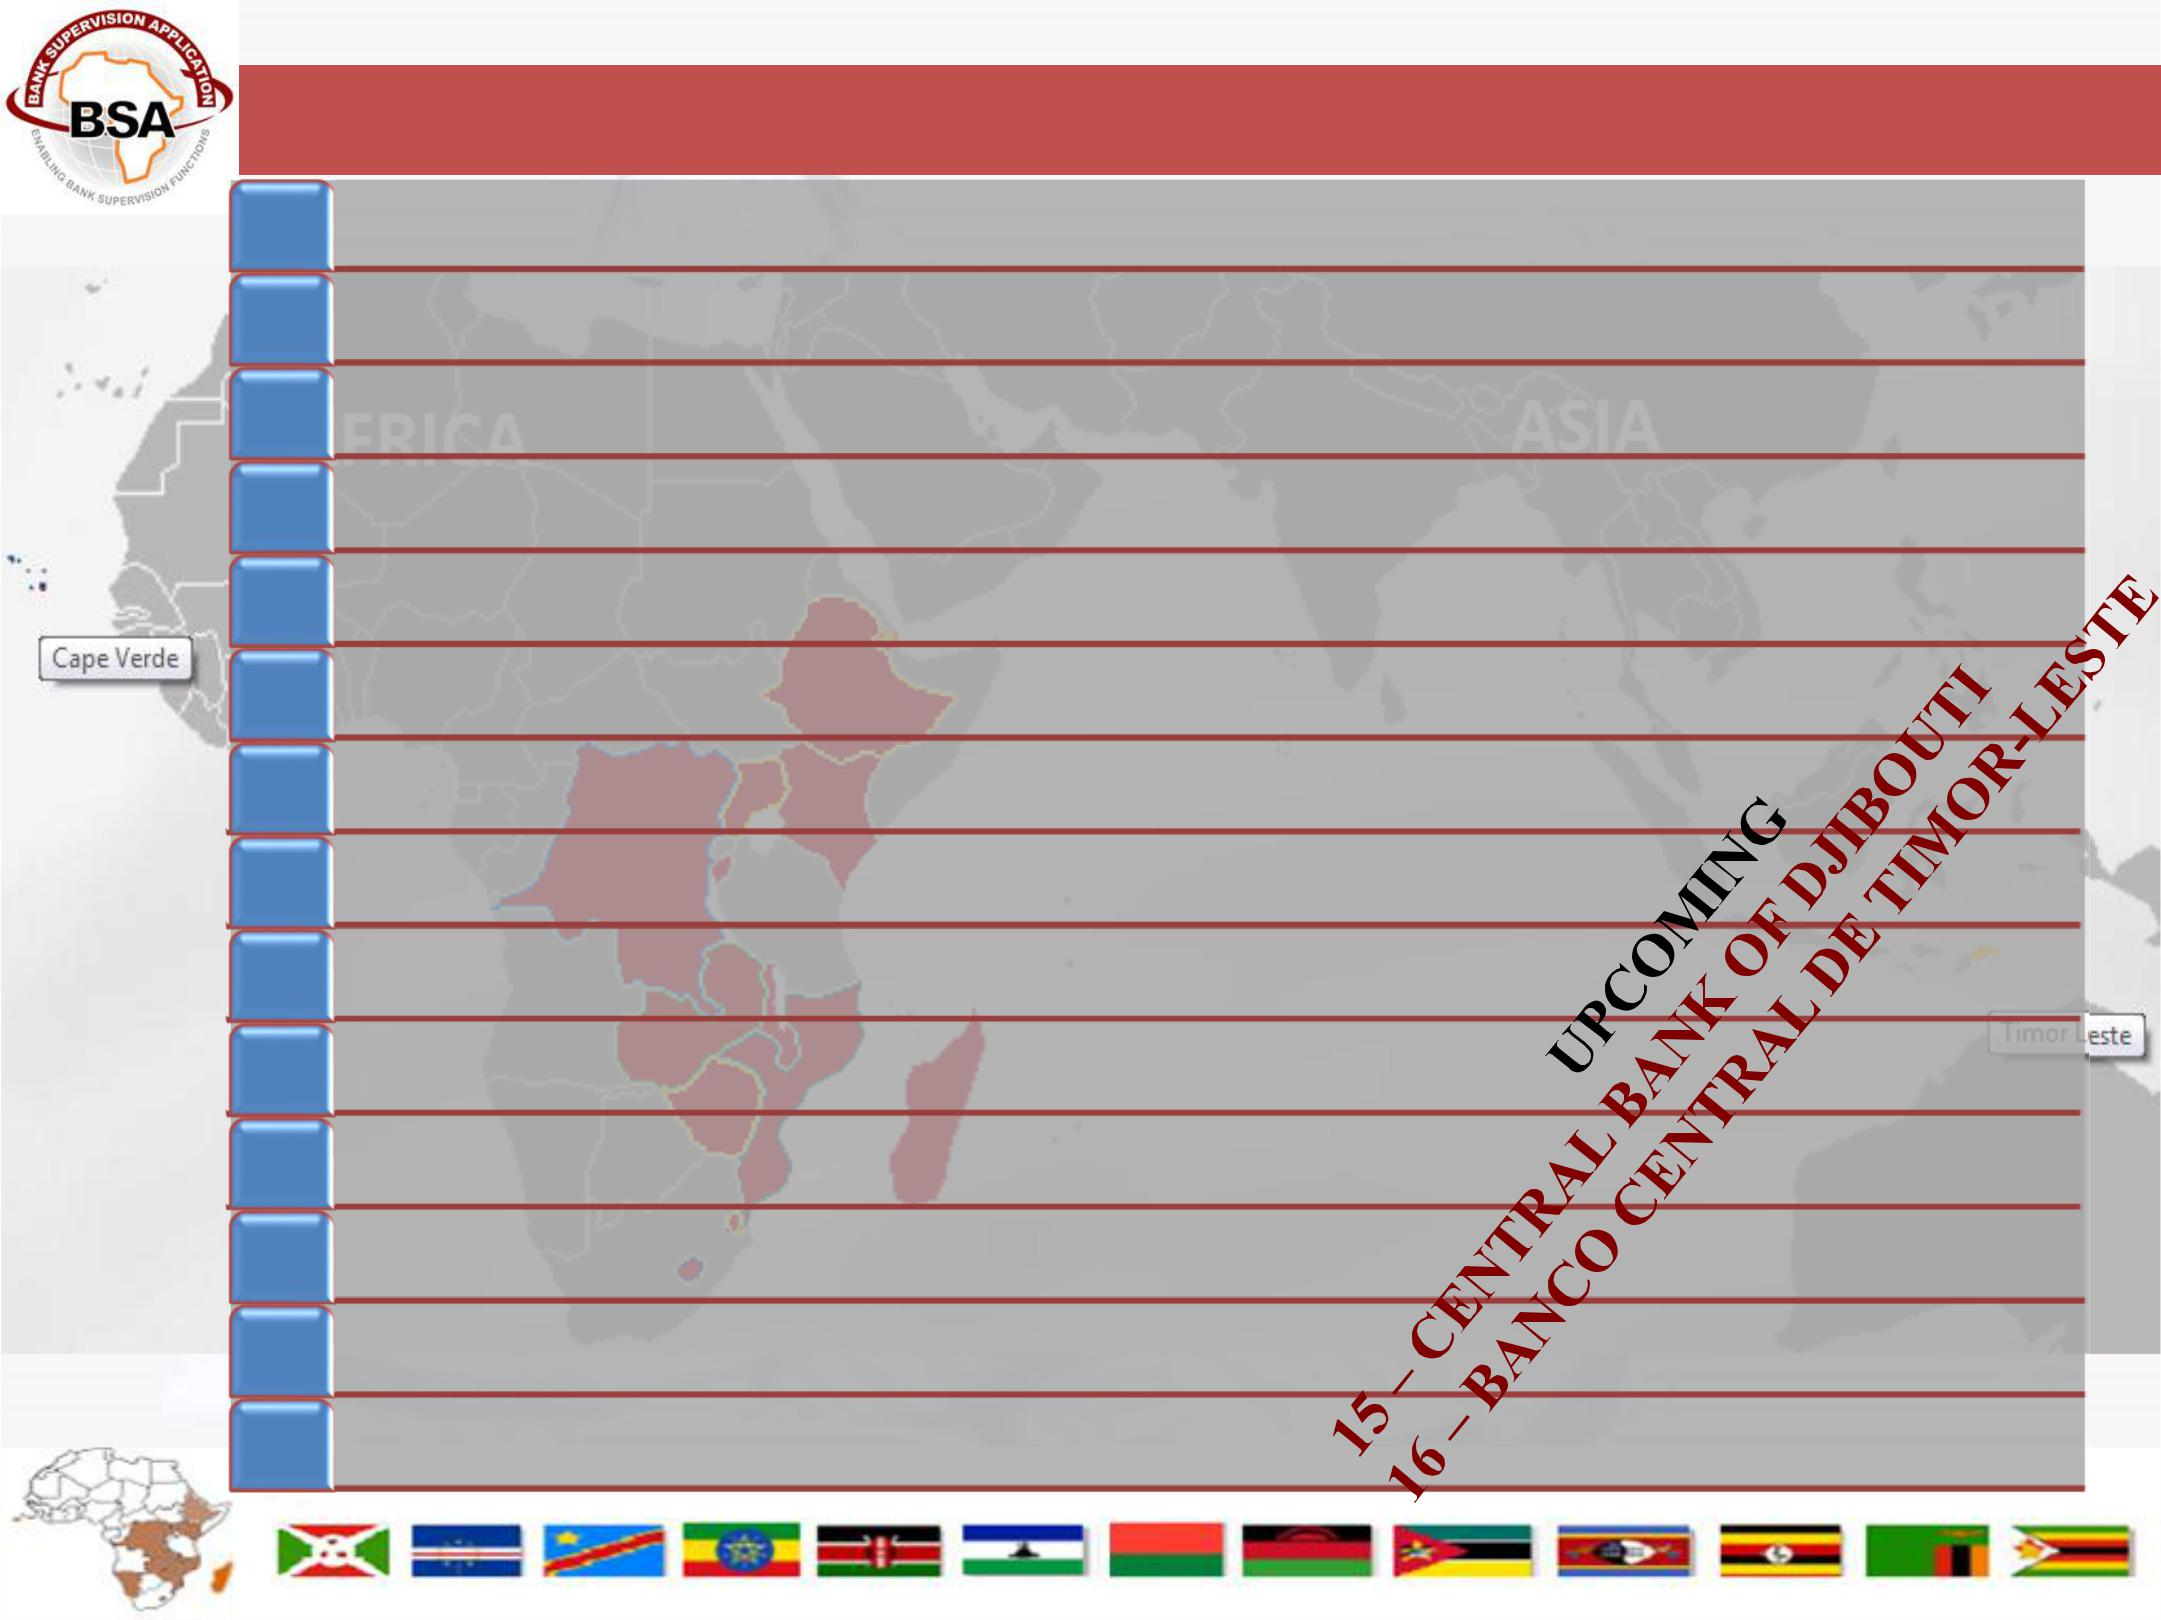 BANK SUPERVISION APPLICATION
BSA
ENABLING BANK SUPERVISION FUNCTIONS
FRICA
ASIA
Cape Verde
UPCOMING
15 – CENTRAL BANK OF DJIBOUTI
16 – BANCO CENTRAL DE TIMOR-LESTE
Timor Leste